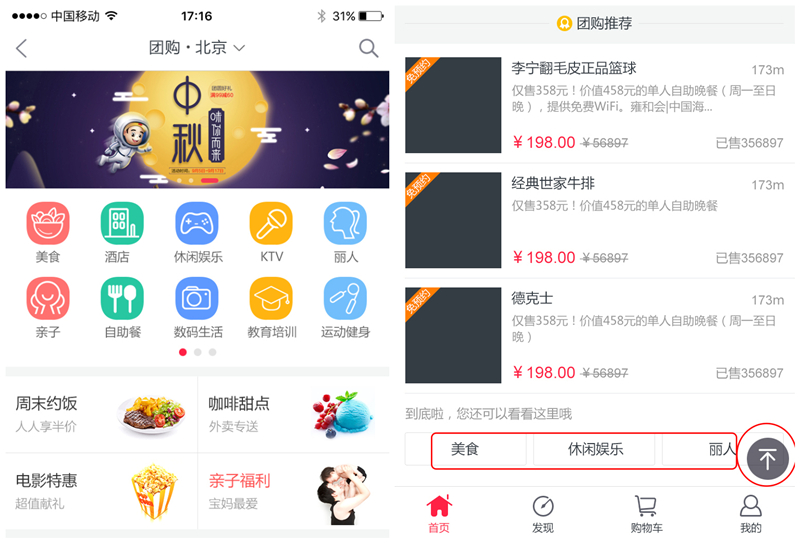 中国移动
17:16
31%
团购·北京
中秋
味你而来
美食
酒店
休闲娱乐
KTV
丽人
亲子
自助餐
数码生活
教育培训
运动健身
周末约饭
人人享半价
咖啡甜点
外卖专送
电影特惠
超值献礼
亲子福利
宝妈最爱
团购推荐
免预约
李宁翻毛皮正品篮球
173m
仅售358元！价值458元的单人自助晚餐（周一至日
晚），提供免费WiFi。雍和会|中国海...
￥198.00 ￥56897
已售356897
免预约
经典世家牛排
173m
仅售358元！价值458元的单人自助晚餐
￥198.00 ￥56897
已售356897
免预约
德克士
173m
仅售358元！价值458元的单人自助晚餐（周一至日
晚）
￥198.00 ￥56897
已售356897
到底啦，您还可以看看这里哦
美食
休闲娱乐
丽人
首页
发现
购物车
我的